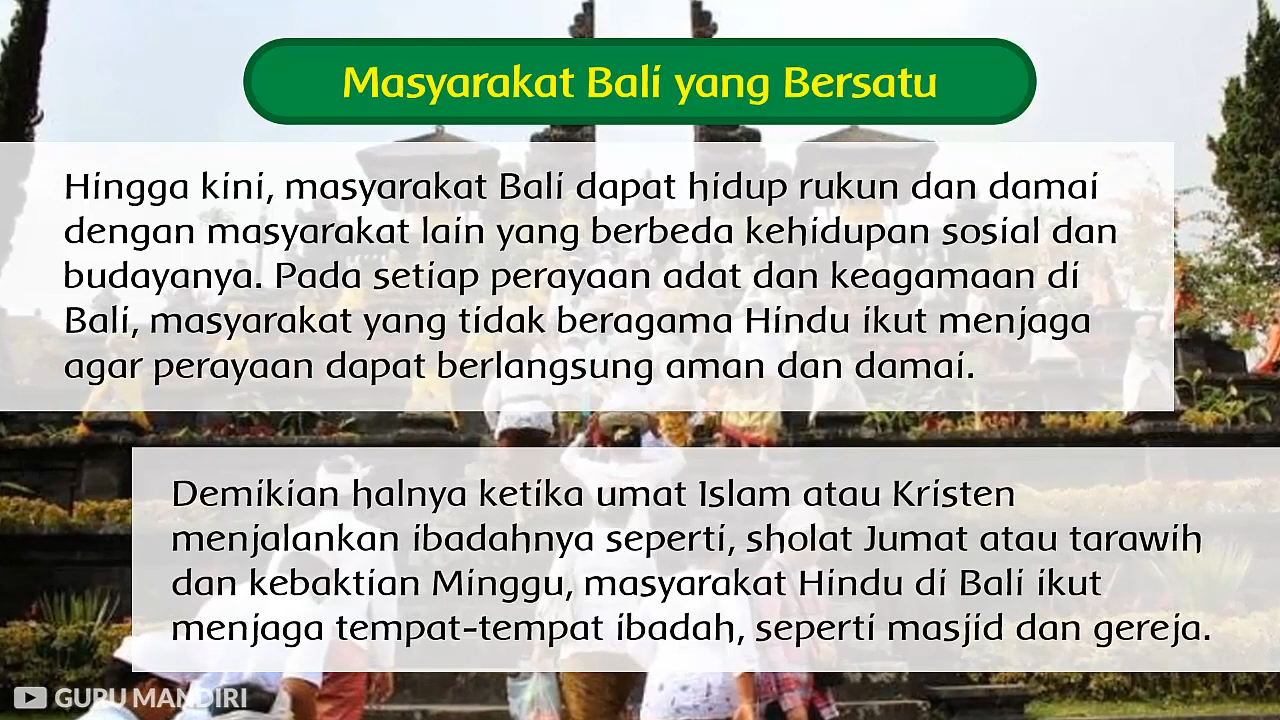 Masyarakat Bali yang Bersatu
Hingga kini, masyarakat Bali dapat hidup rukun dan damai
dengan masyarakat lain yang berbeda kehidupan sosial dan
budayanya. Pada setiap perayaan adat dan keagamaan di
Bali, masyarakat yang tidak beragama Hindu ikut menjaga
agar perayaan dapat berlangsung aman dan damai.
Demikian halnya ketika umat Islam atau Kristen
menjalankan ibadahnya seperti, sholat Jumat atau tarawih
dan kebaktian Minggu, masyarakat Hindu di Bali ikut
menjaga tempat-tempat ibadah, seperti masjid dan gereja.
GURU MANDIRI